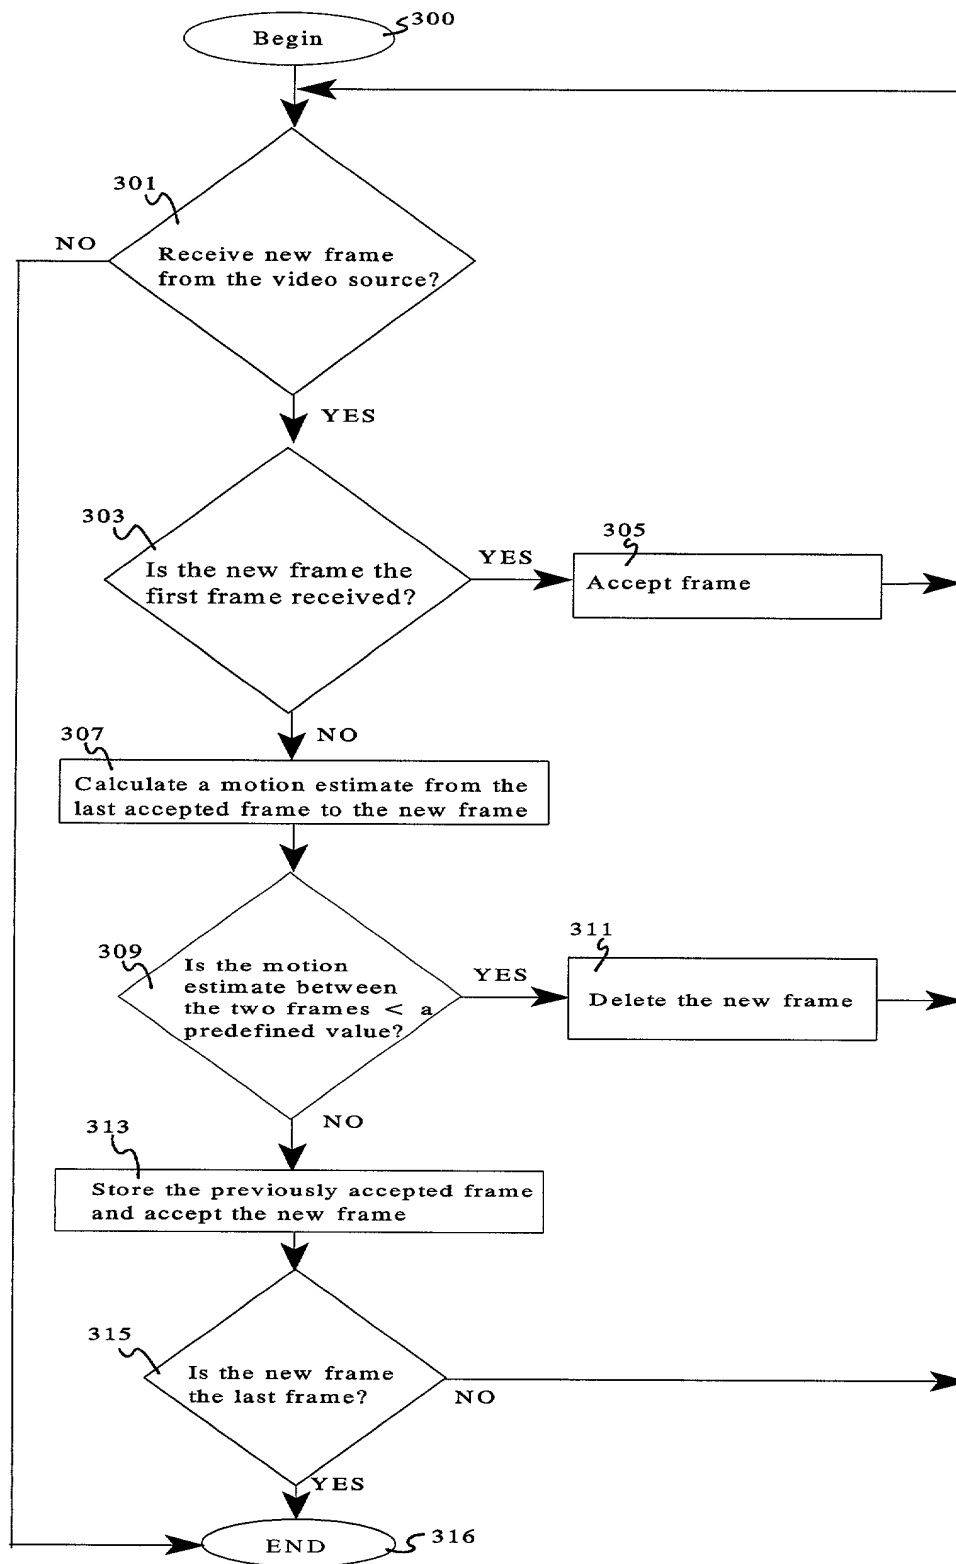 Begin
300
301
NO
Receive new frame
from the video source?
YES
303
Is the new frame the
first frame received?
YES
305
Accept frame
NO
307
Calculate a motion estimate from the
last accepted frame to the new frame
309
Is the motion
estimate between
the two frames < a
predefined value?
YES
311
Delete the new frame
NO
313
Store the previously accepted frame
and accept the new frame
315
Is the new frame
the last frame?
NO
YES
END
316